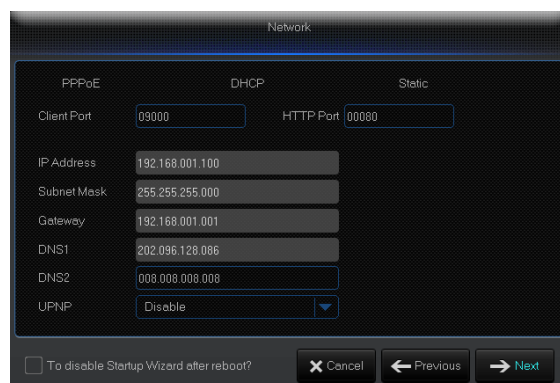 Network
PPPoE DHCP Static
Client Port 09000 HTTP Port 00080
IP Address 192.168.001.100
Subnet Mask 255.255.255.000
Gateway 192.168.001.001
DNS1 202.096.128.086
DNS2 008.008.008.008
UPNP Disable
To disable Startup Wizard after reboot? Cancel Previous Next